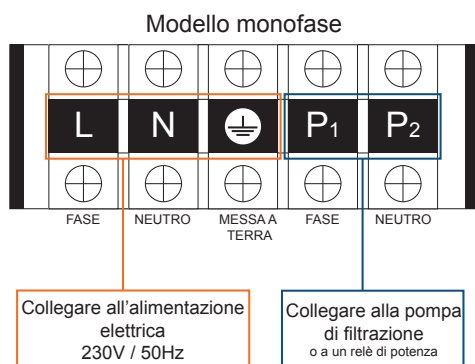 Modello monofase
L N P1 P2
FASE NEUTRO MESSA A TERRA FASE NEUTRO
Collegare all'alimentazione
elettrica
230V / 50Hz
Collegare alla pompa
di filtrazione
o a un relè di potenza